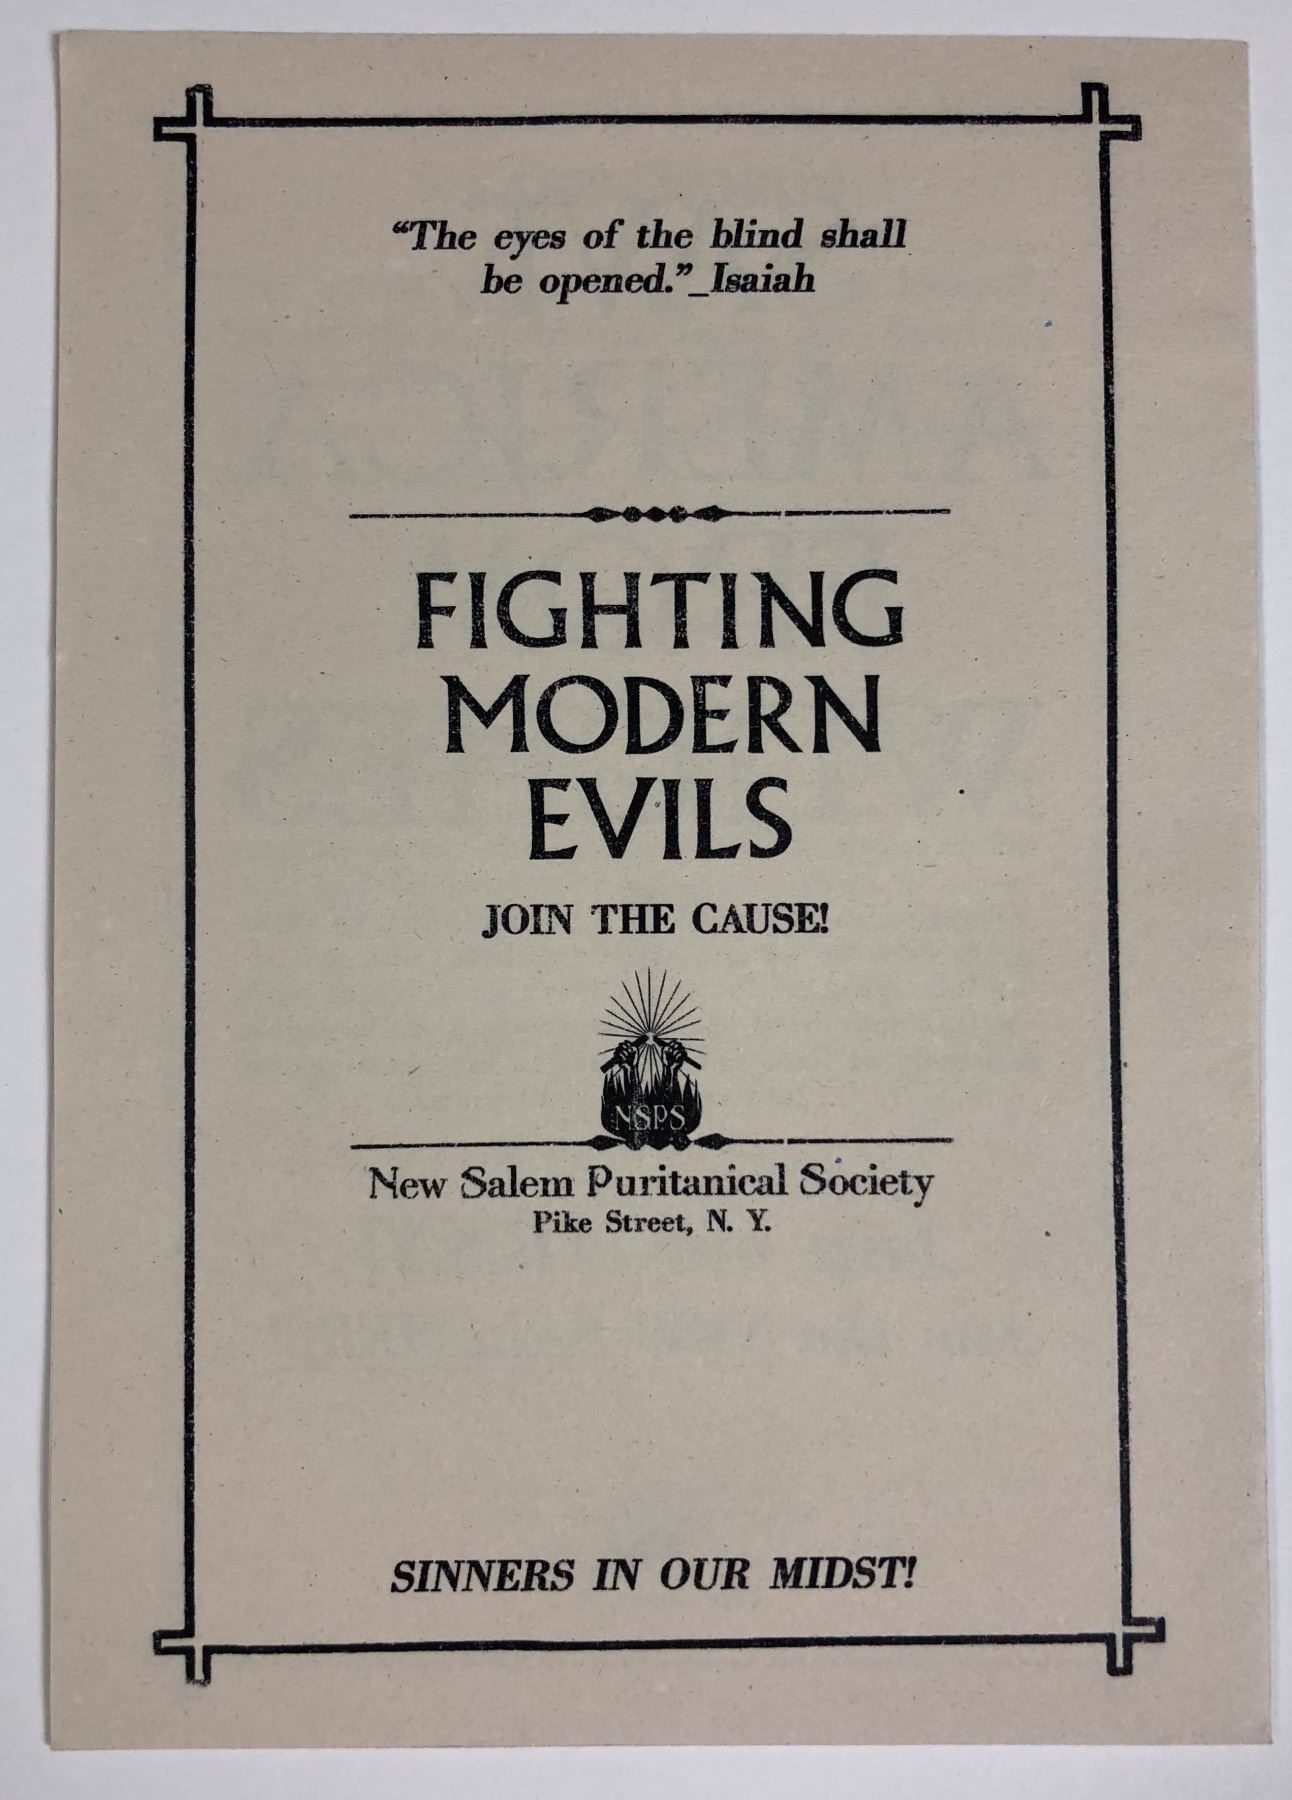 “The eyes of the blind shall
be opened.”_Isaiah
FIGHTING
MODERN
EVILS
JOIN THE CAUSE!
NSPS
New Salem Puritanical Society
Pike Street, N. Y.
SINNERS IN OUR MIDST!